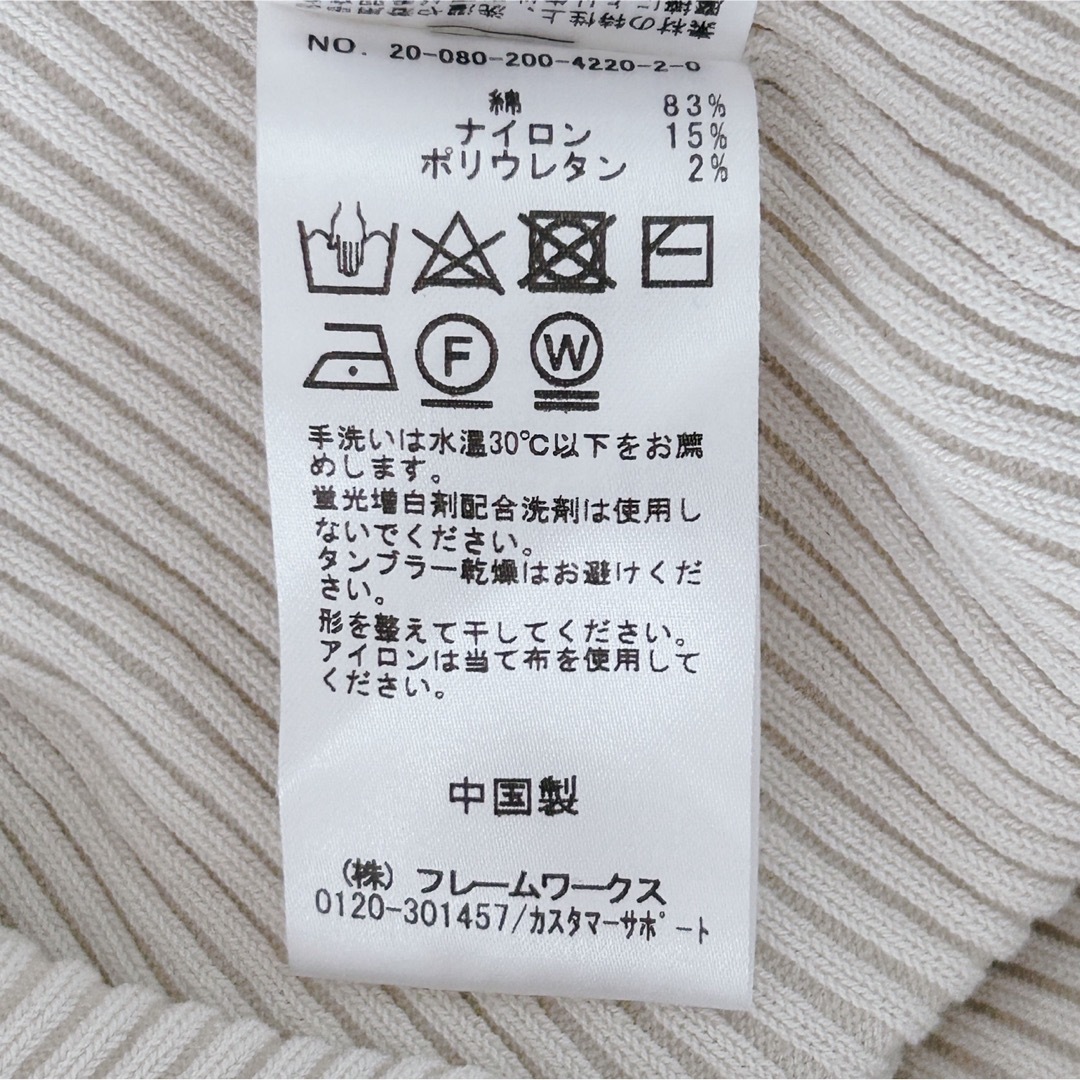 素材の特性上
NO. 20-080-200-4220-2-0
綿 83%
ナイロン 15%
ポリウレタン 2%
F
W
手洗いは水温30℃以下をお薦
めします。
蛍光増白剤配合洗剤は使用し
ないでください。
タンブラー乾燥はお避けくだ
さい。
形を整えて干してください。
アイロンは当て布を使用して
ください。
中国製
(株) フレームワークス
0120-301457/カスタマーサポート